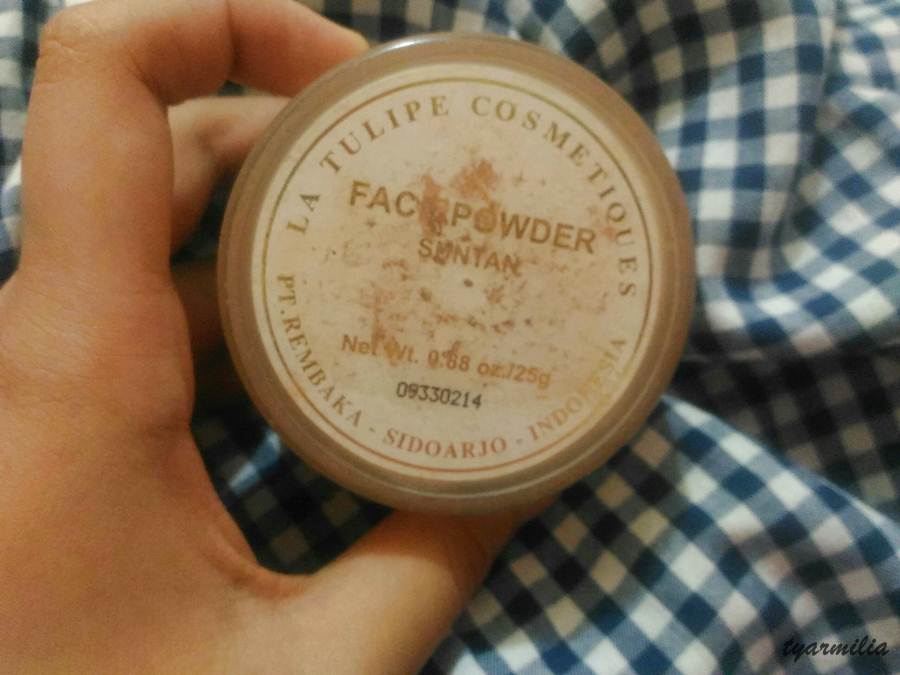 LA TULIPE COSMETIQUES
FACE POWDER
SUNTAN
Net Wt. 0.88 oz./25g
09330214
PT.REMBAKA - SIDOARJO - INDONESIA
tyarmilia